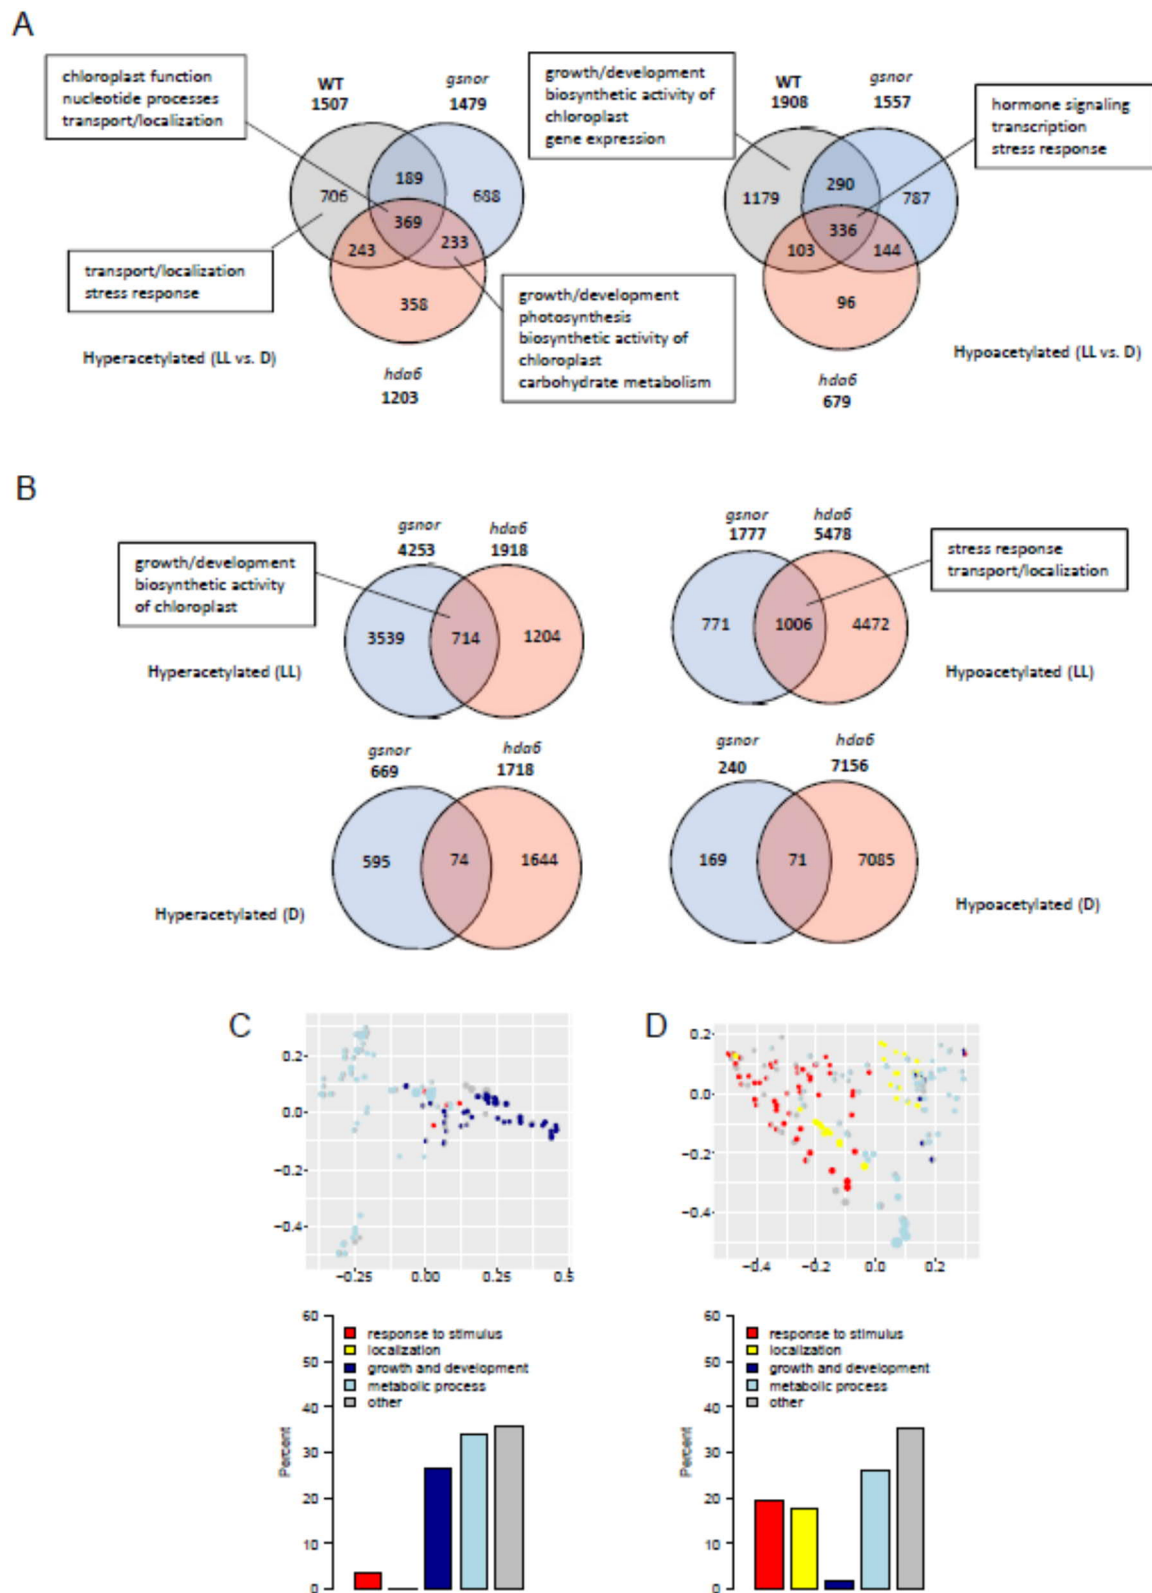 A
chloroplast function
nucleotide processes
transport/localization
WT
1507
gsnor
1479
growth/development
biosynthetic activity of
chloroplast
gene expression
WT
1908
gsnor
1557
hormone signaling
transcription
stress response
706
189
688
369
243
233
358
1179
290
787
336
103
144
96
transport/localization
stress response
growth/development
photosynthesis
biosynthetic activity of
chloroplast
carbohydrate metabolism
Hyperacetylated (LL vs. D)
Hypoacetylated (LL vs. D)
hda6
1203
hda6
679
B
gsnor
4253
hda6
1918
gsnor
1777
hda6
5478
growth/development
biosynthetic activity
of chloroplast
stress response
transport/localization
3539
714
1204
771
1006
4472
Hyperacetylated (LL)
Hypoacetylated (LL)
gsnor
669
hda6
1718
gsnor
240
hda6
7156
595
74
1644
169
71
7085
Hyperacetylated (D)
Hypoacetylated (D)
C
0.2
0.0
−0.2
−0.4
−0.25
0.00
0.25
0.5
D
0.2
0.0
−0.2
−0.4
−0.4
−0.2
0.0
0.2
60
50
40
30
20
10
0
Percent
response to stimulus
localization
growth and development
metabolic process
other
60
50
40
30
20
10
0
Percent
response to stimulus
localization
growth and development
metabolic process
other